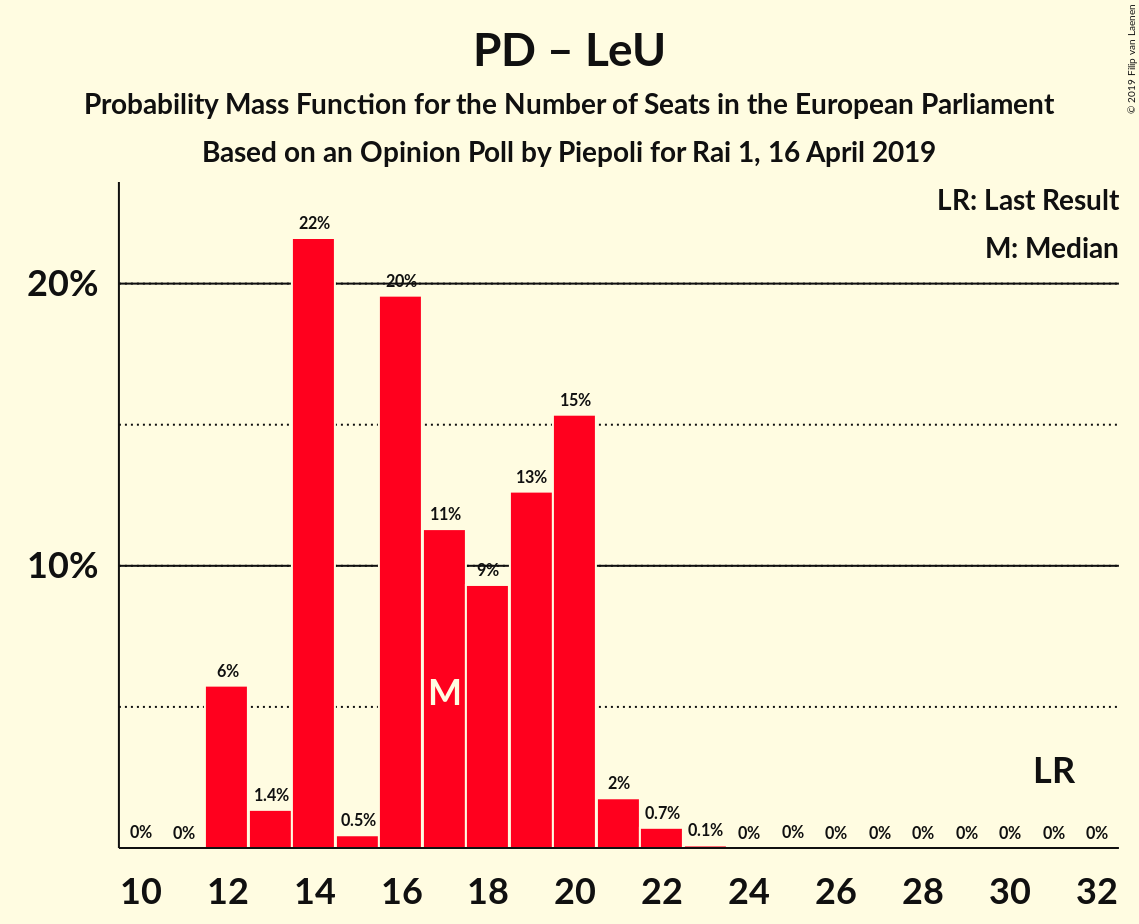 PD – LeU
Probability Mass Function for the Number of Seats in the European Parliament
Based on an Opinion Poll by Piepoli for Rai 1, 16 April 2019
© 2019 Filip van Laenen
LR: Last Result
M: Median
20%
10%
0%
0%
6%
1.4%
22%
0.5%
20%
11%
9%
13%
15%
2%
0.7%
0.1%
0%
0%
0%
0%
0%
0%
0%
0%
0%
M
LR
10 12 14 16 18 20 22 24 26 28 30 32